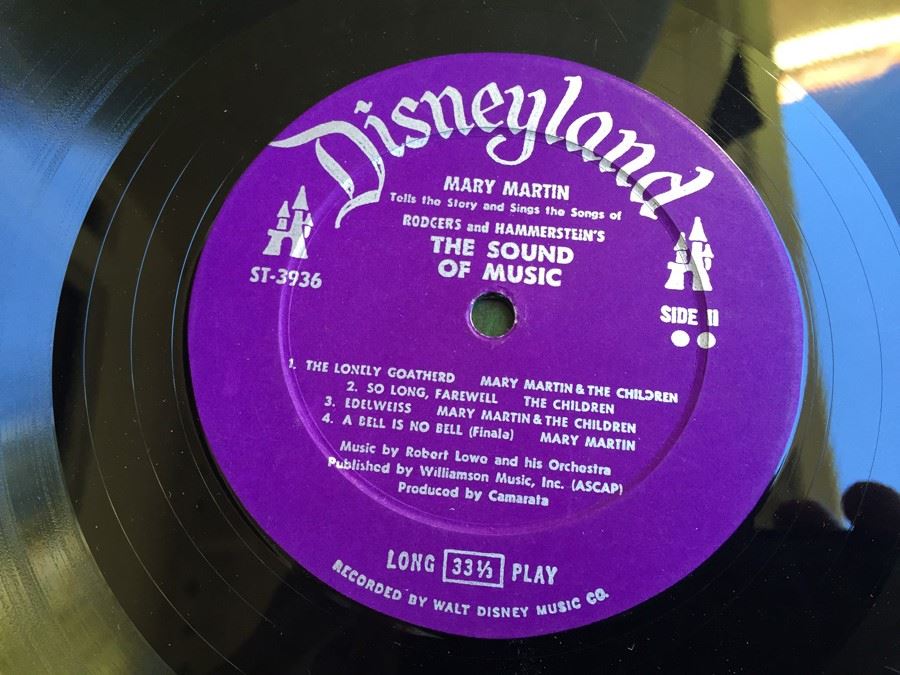 Disneyland
MARY MARTIN
Tells the Story and Sings the Songs of
RODGERS and HAMMERSTEIN'S
THE SOUND
OF MUSIC
ST-3936
SIDE II
1. THE LONELY GOATHERD MARY MARTIN & THE CHILDREN
2. SO LONG, FAREWELL THE CHILDREN
3. EDELWEISS MARY MARTIN & THE CHILDREN
4. A BELL IS NO BELL (Finala) MARY MARTIN
Music by Robert Lowe and his Orchestra
Published by Williamson Music, Inc. (ASCAP)
Produced by Camarata
LONG 33⅓ PLAY
RECORDED BY WALT DISNEY MUSIC CO.